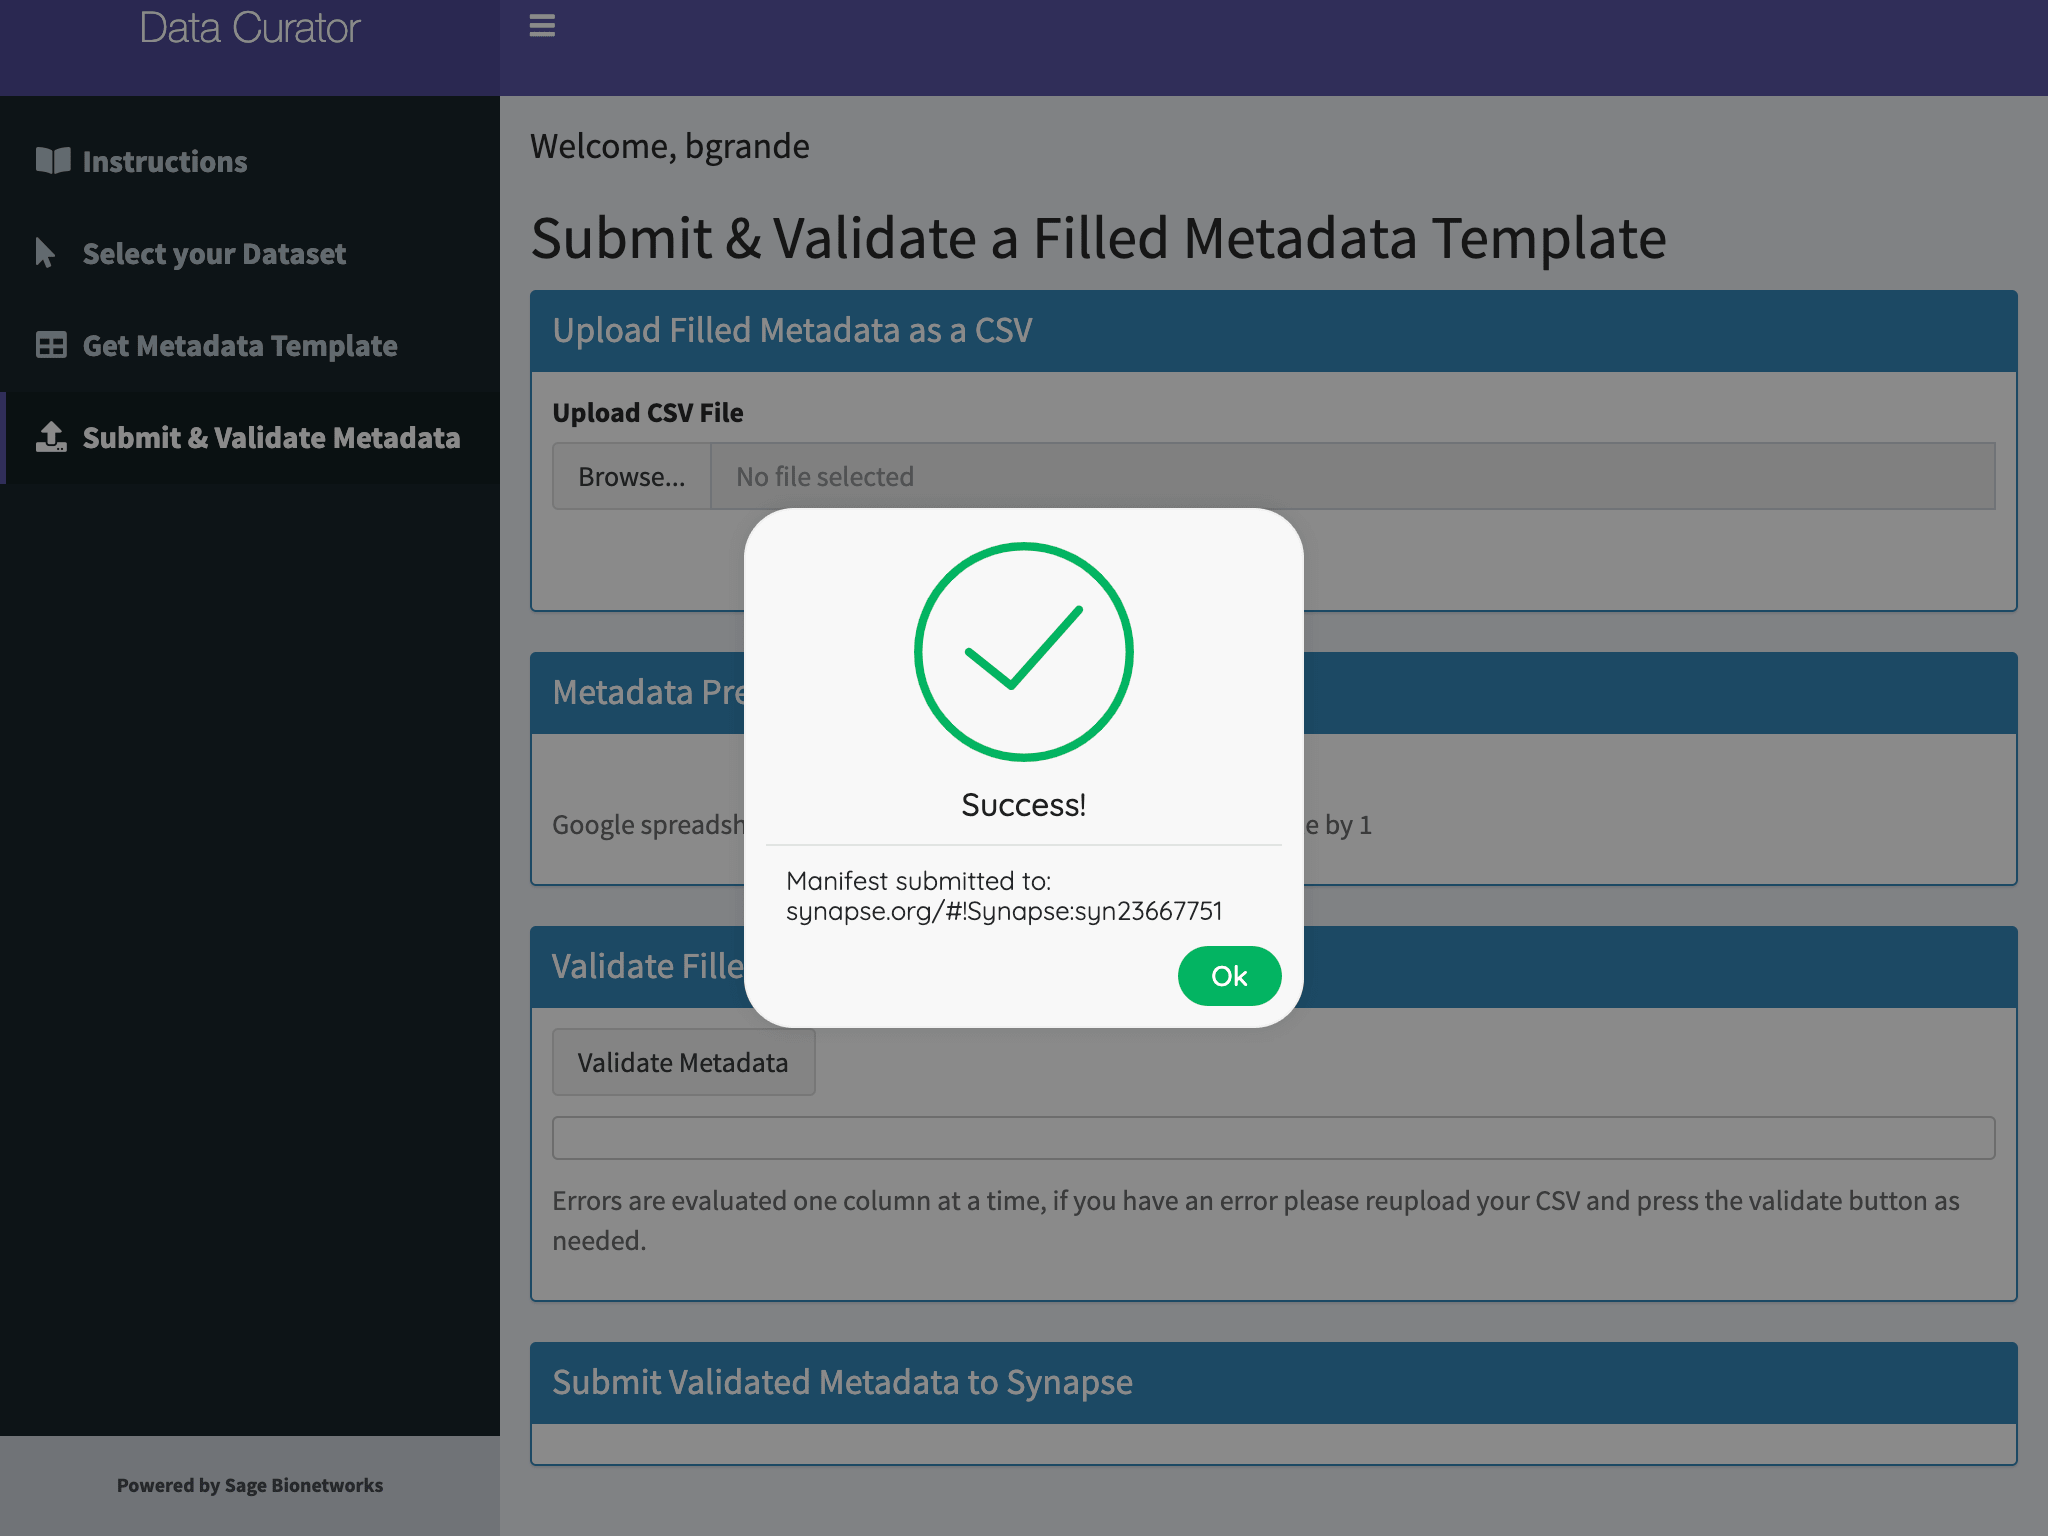 Data Curator
Instructions
Select your Dataset
Get Metadata Template
Submit & Validate Metadata
Powered by Sage Bionetworks
Welcome, bgrande
Submit & Validate a Filled Metadata Template
Upload Filled Metadata as a CSV
Upload CSV File
Browse... No file selected
Metadata
Google by 1
Validate
Validate Metadata
Errors are evaluated one column at a time, if you have an error please reupload your CSV and press the validate button as
needed.
Submit Validated Metadata to Synapse
Success!
Manifest submitted to:
synapse.org/#!Synapse:syn23667751
Ok